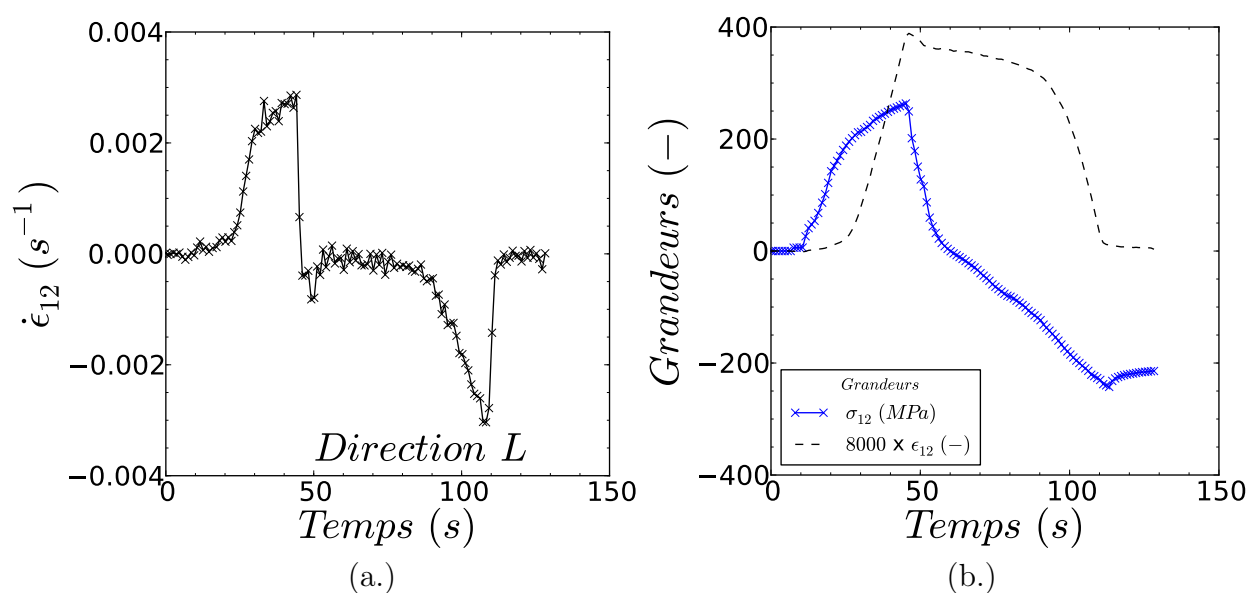 0.004
0.002
0.000
−0.002
−0.004
ε̇₁₂ (s⁻¹)
Direction L
0 50 100 150
Temps (s)
(a.)
400
200
0
−200
−400
Grandeurs (−)
Grandeurs
σ₁₂ (MPa)
8000 x ϵ₁₂ (−)
0 50 100 150
Temps (s)
(b.)